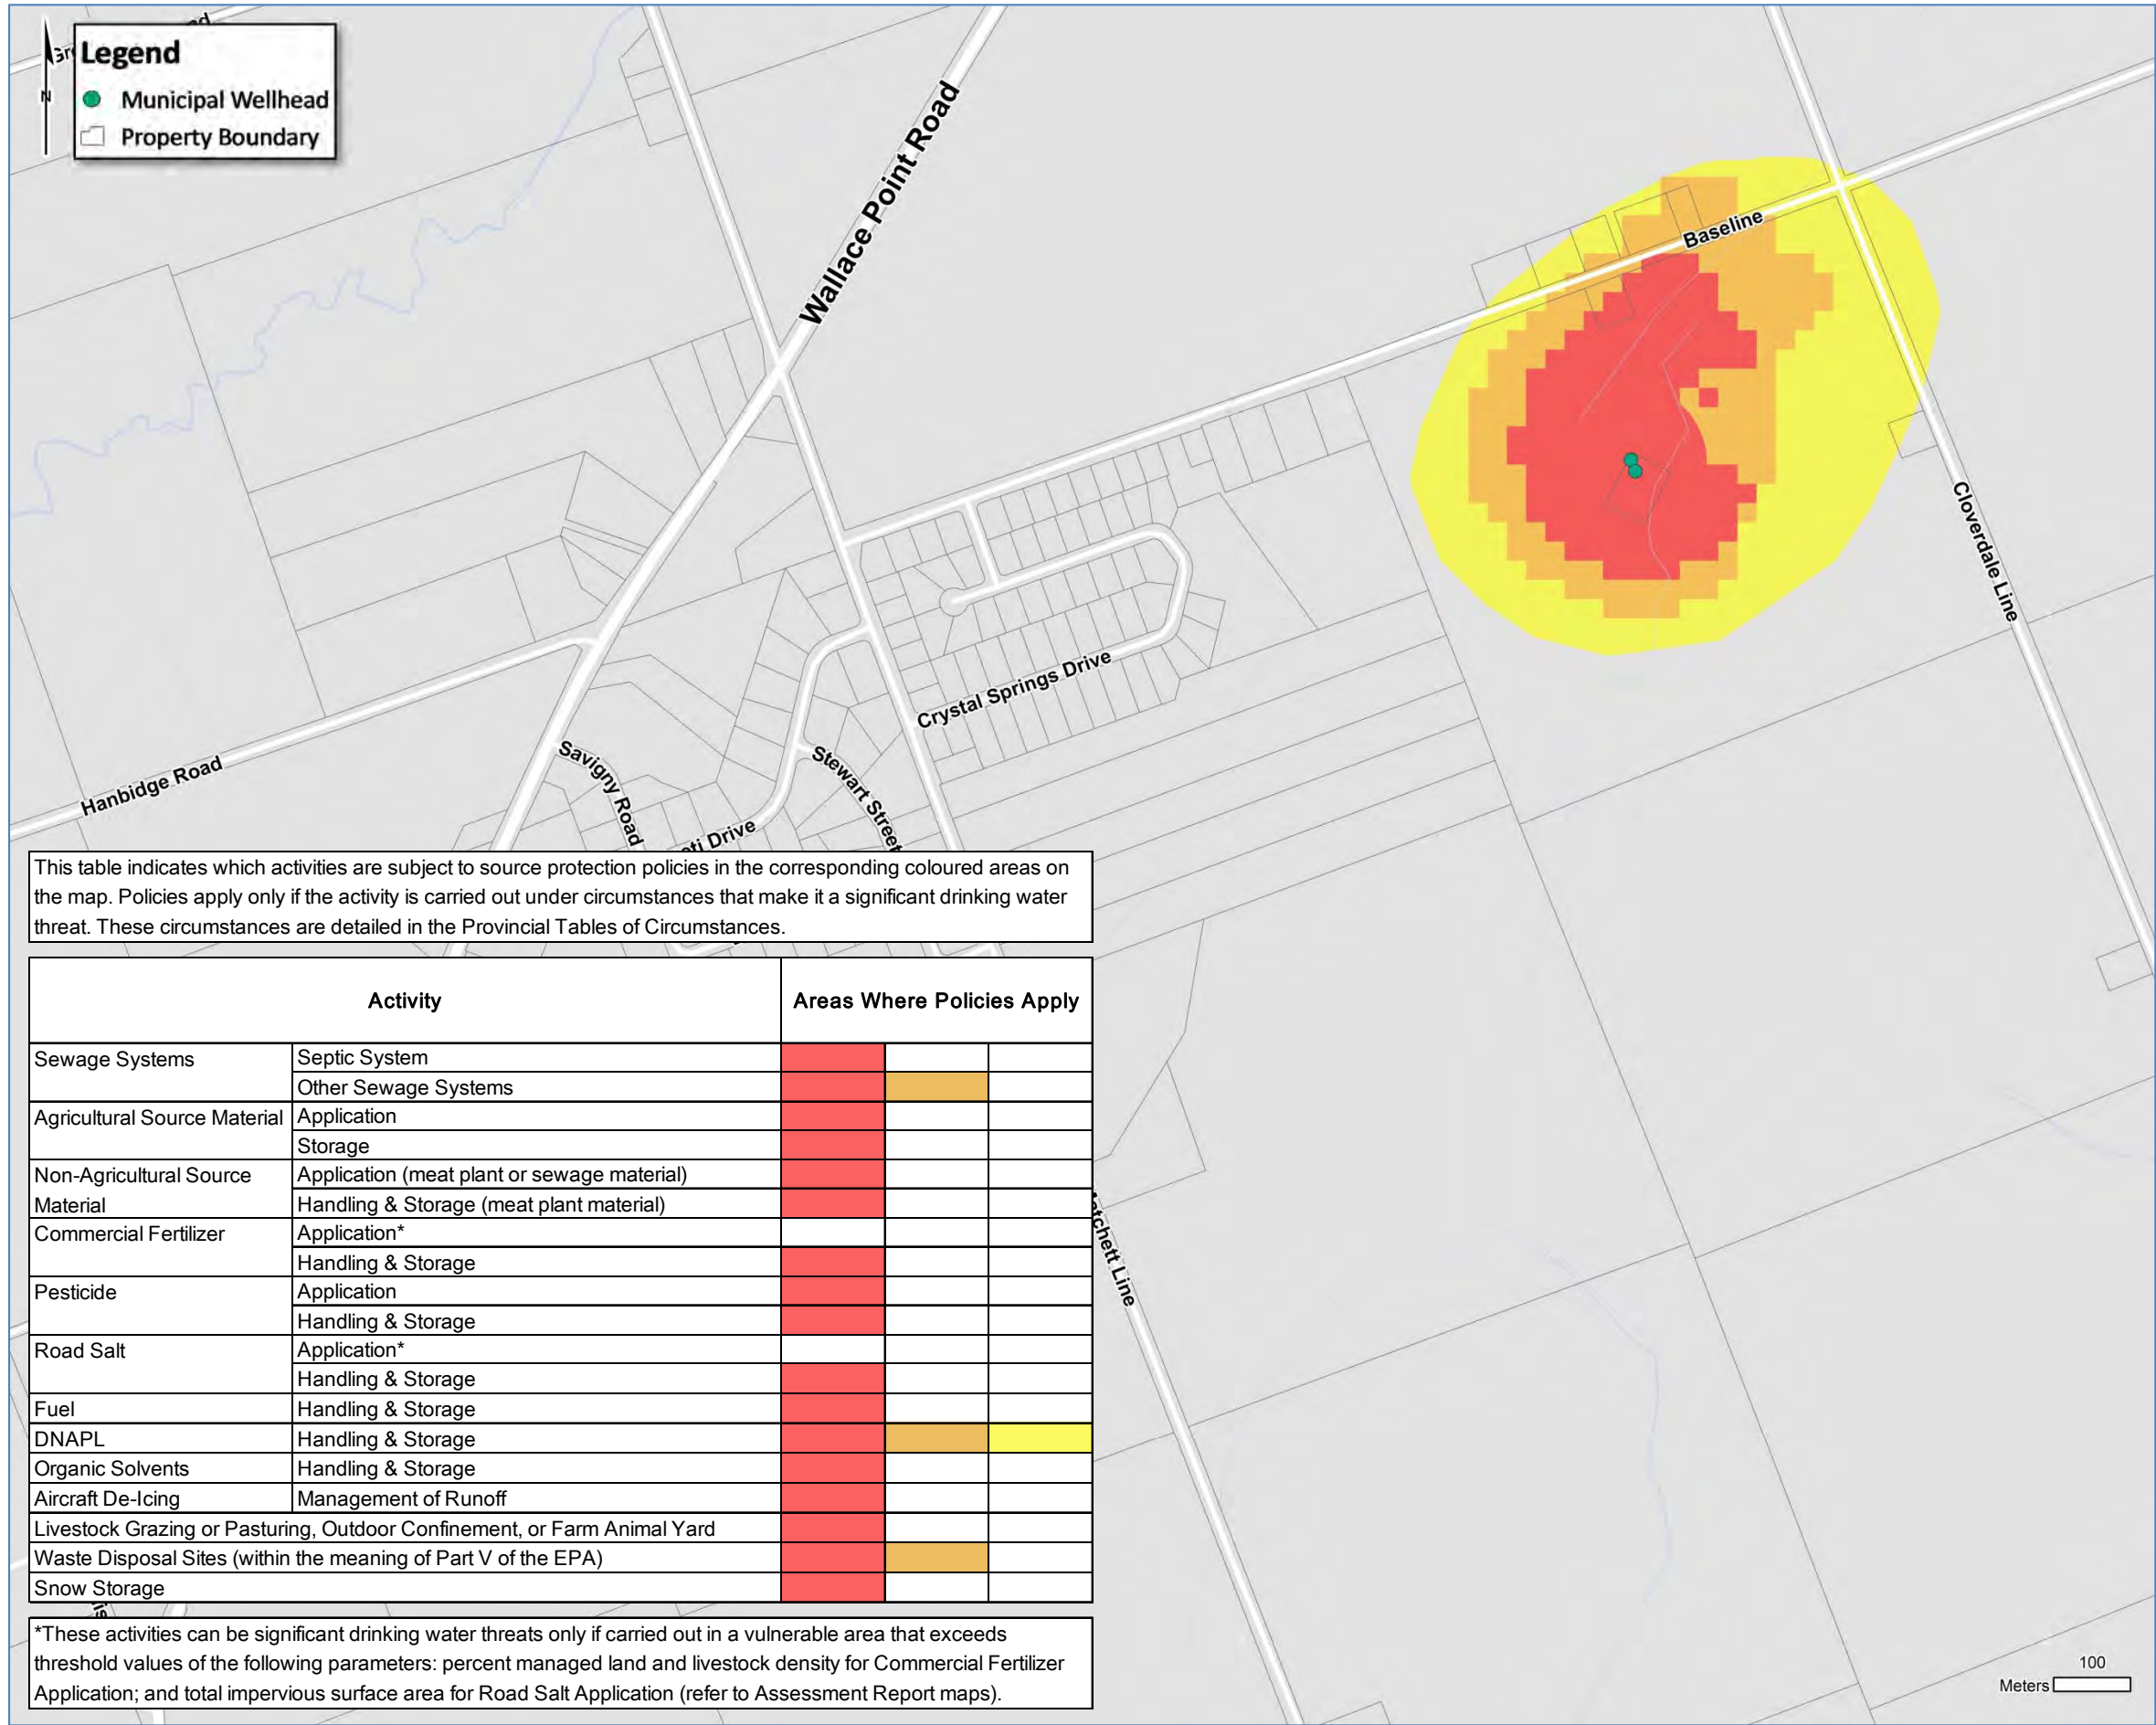 Legend
N
Municipal Wellhead
Property Boundary
Wallace Point Road
Baseline
Cloverdale Line
Crystal Springs Drive
Hanbidge Road
Savigny Road
Stewart Street
Drive
Line
This table indicates which activities are subject to source protection policies in the corresponding coloured areas on
the map. Policies apply only if the activity is carried out under circumstances that make it a significant drinking water
threat. These circumstances are detailed in the Provincial Tables of Circumstances.
Activity Areas Where Policies Apply
Sewage Systems Septic System
Other Sewage Systems
Agricultural Source Material Application
Storage
Non-Agricultural Source Application (meat plant or sewage material)
Material Handling & Storage (meat plant material)
Commercial Fertilizer Application*
Handling & Storage
Pesticide Application
Handling & Storage
Road Salt Application*
Handling & Storage
Fuel Handling & Storage
DNAPL Handling & Storage
Organic Solvents Handling & Storage
Aircraft De-Icing Management of Runoff
Livestock Grazing or Pasturing, Outdoor Confinement, or Farm Animal Yard
Waste Disposal Sites (within the meaning of Part V of the EPA)
Snow Storage
*These activities can be significant drinking water threats only if carried out in a vulnerable area that exceeds
threshold values of the following parameters: percent managed land and livestock density for Commercial Fertilizer
Application; and total impervious surface area for Road Salt Application (refer to Assessment Report maps).
100
Meters